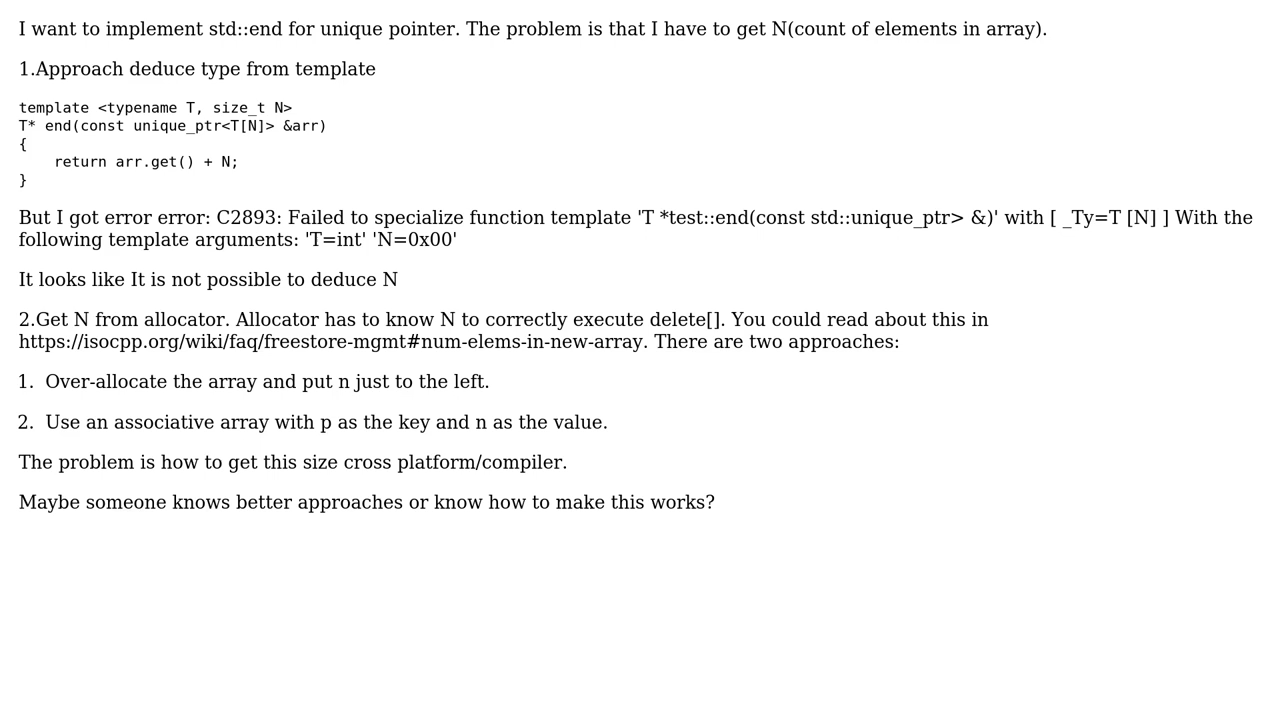 I want to implement std::end for unique pointer. The problem is that I have to get N(count of elements in array).
1.Approach deduce type from template
template <typename T, size_t N>
T* end(const unique_ptr<T[N]> &arr)
{
    return arr.get() + N;
}
But I got error error: C2893: Failed to specialize function template 'T *test::end(const std::unique_ptr> &)' with [ _Ty=T [N] ] With the
following template arguments: 'T=int' 'N=0x00'
It looks like It is not possible to deduce N
2.Get N from allocator. Allocator has to know N to correctly execute delete[]. You could read about this in
https://isocpp.org/wiki/faq/freestore-mgmt#num-elems-in-new-array. There are two approaches:
1. Over-allocate the array and put n just to the left.
2. Use an associative array with p as the key and n as the value.
The problem is how to get this size cross platform/compiler.
Maybe someone knows better approaches or know how to make this works?